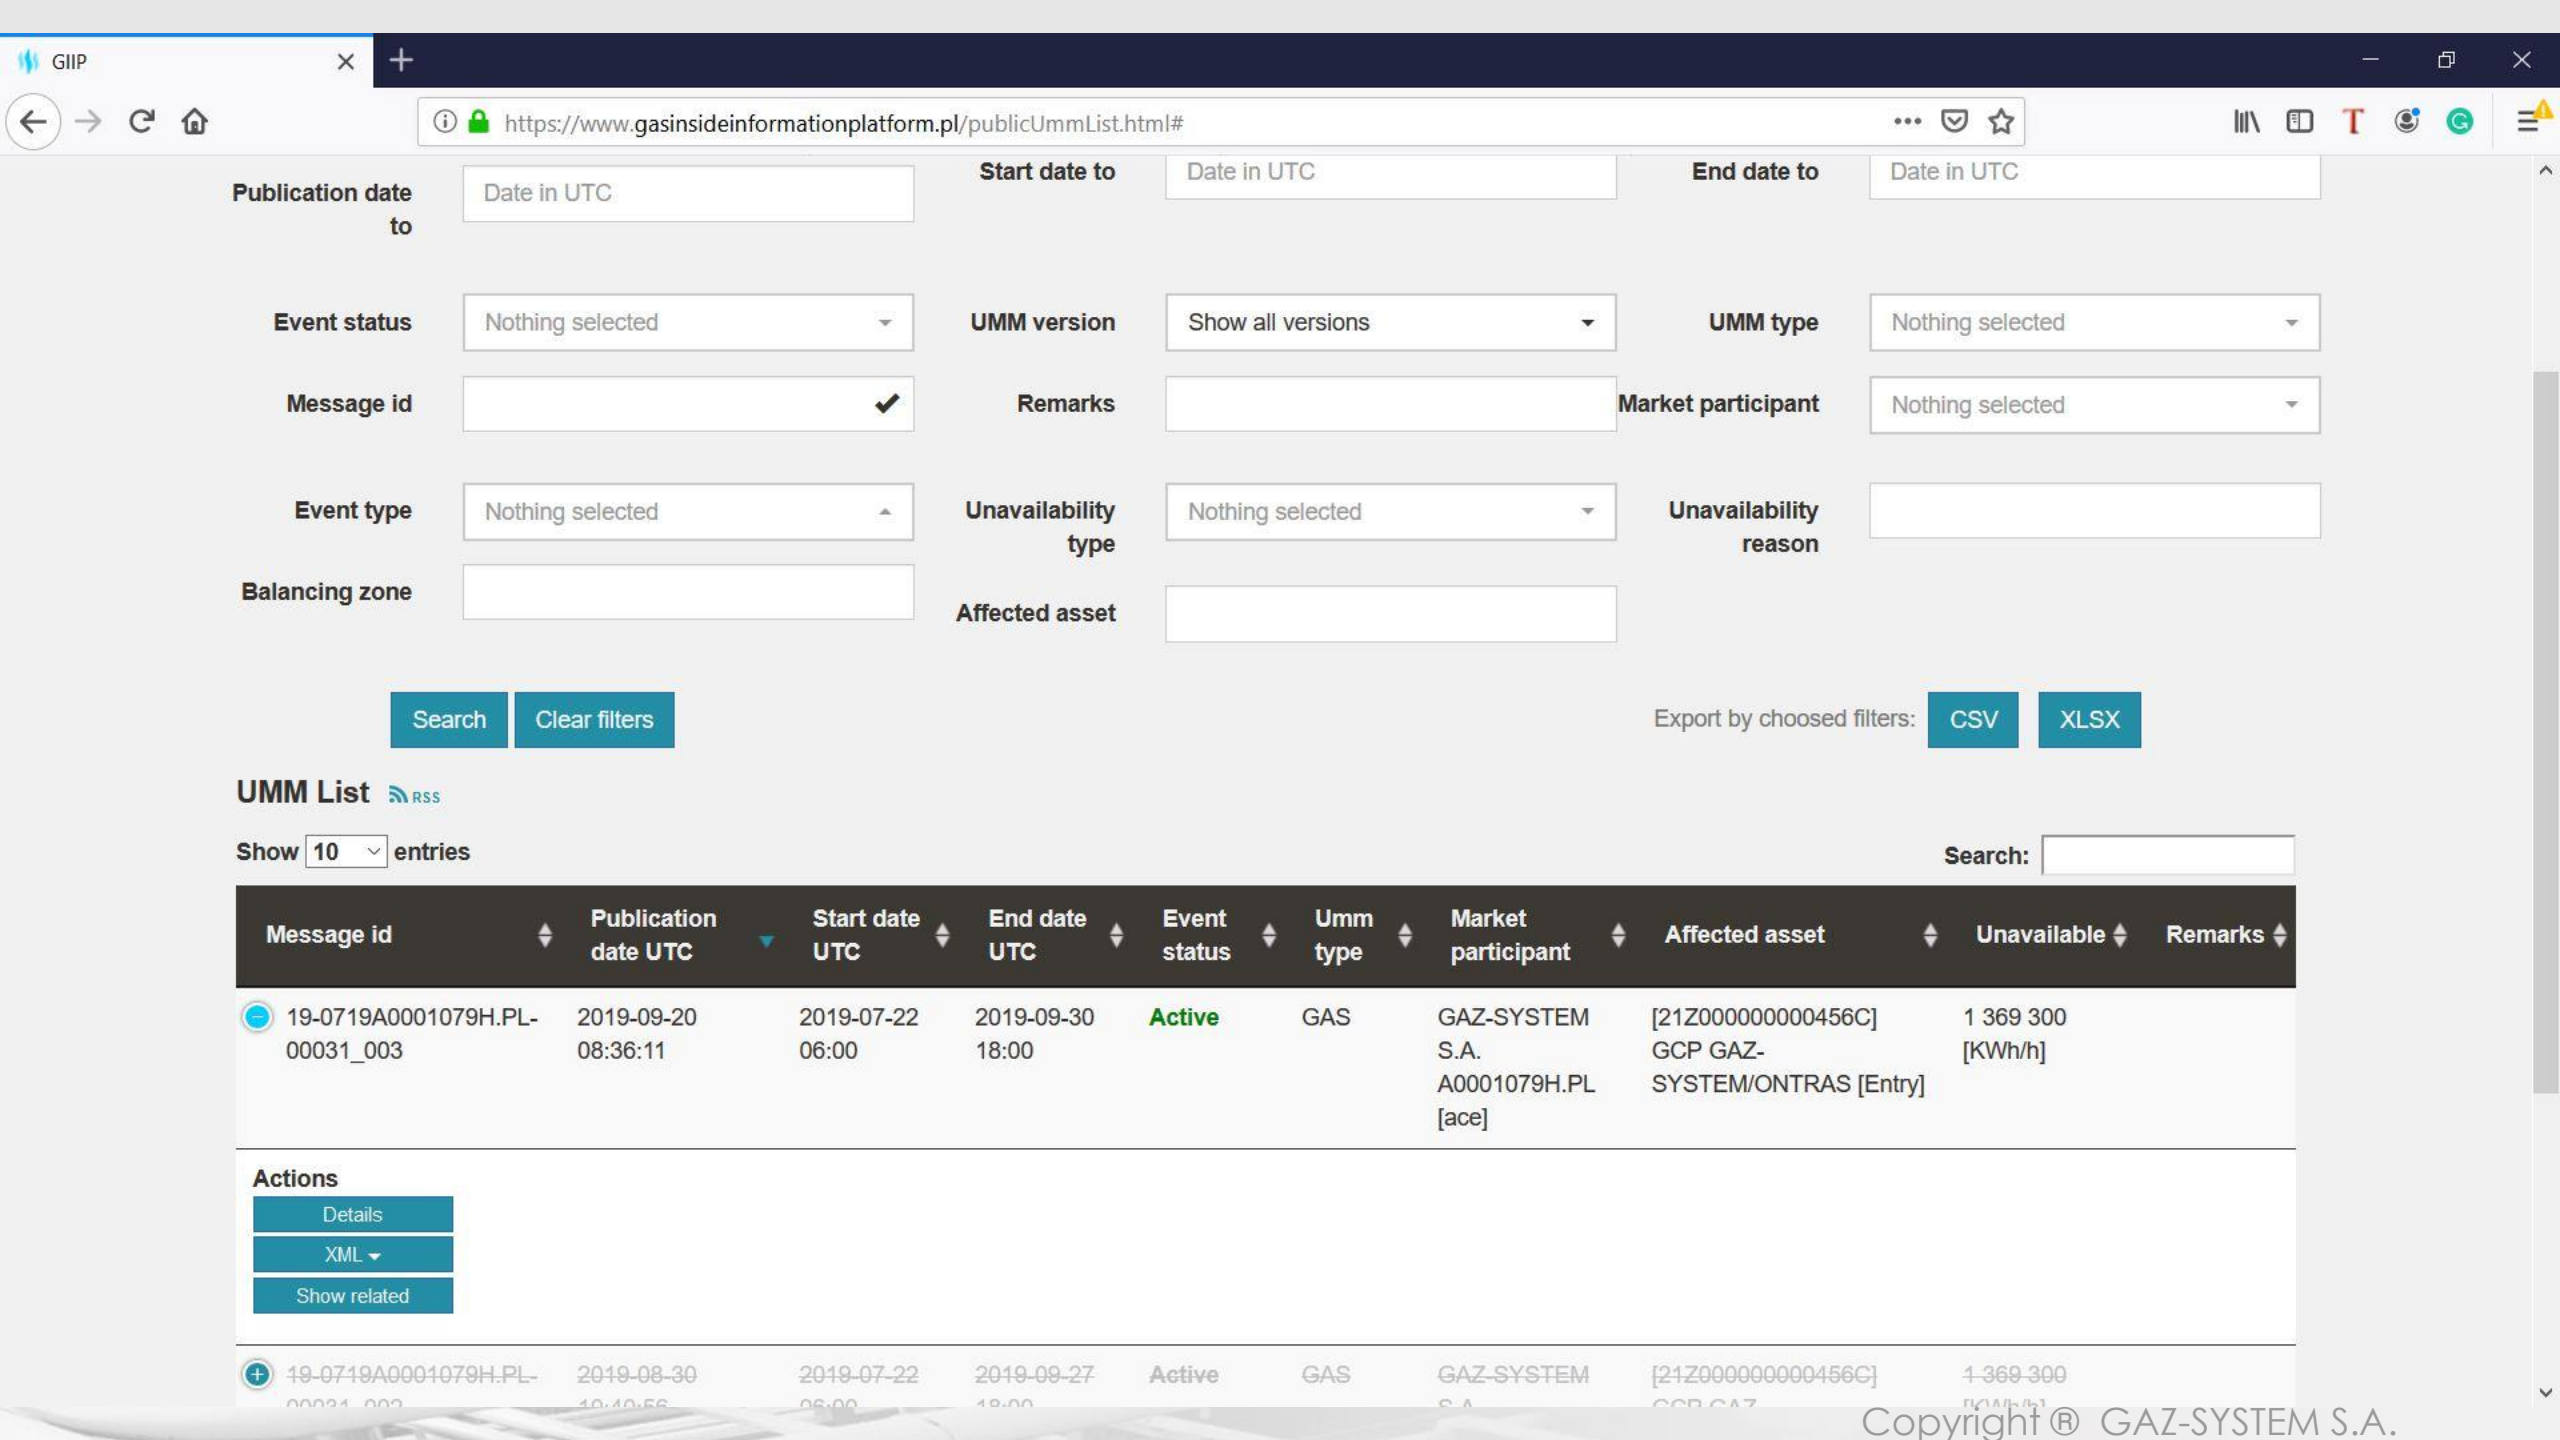 GIIP
https://www.gasinsideinformationplatform.pl/publicUmmList.html#
Publication date to Date in UTC Start date to Date in UTC End date to Date in UTC
Event status Nothing selected UMM version Show all versions UMM type Nothing selected
Message id Remarks Market participant Nothing selected
Event type Nothing selected Unavailability type Nothing selected Unavailability reason
Balancing zone Affected asset
Search Clear filters Export by choosed filters: CSV XLSX
UMM List RSS
Show 10 entries Search:
Message id Publication date UTC Start date UTC End date UTC Event status Umm type Market participant Affected asset Unavailable Remarks
19-0719A0001079H.PL- 2019-09-20 2019-07-22 2019-09-30 Active GAS GAZ-SYSTEM [21Z000000000456C] 1 369 300
00031_003 08:36:11 06:00 18:00 S.A. GCP GAZ- [KWh/h]
A0001079H.PL SYSTEM/ONTRAS [Entry]
[ace]
Actions
Details
XML
Show related
19-0719A0001079H.PL- 2019-08-30 2019-07-22 2019-09-27 Active GAS GAZ-SYSTEM [21Z000000000456C] 1 369 300
Copyright ® GAZ-SYSTEM S.A.